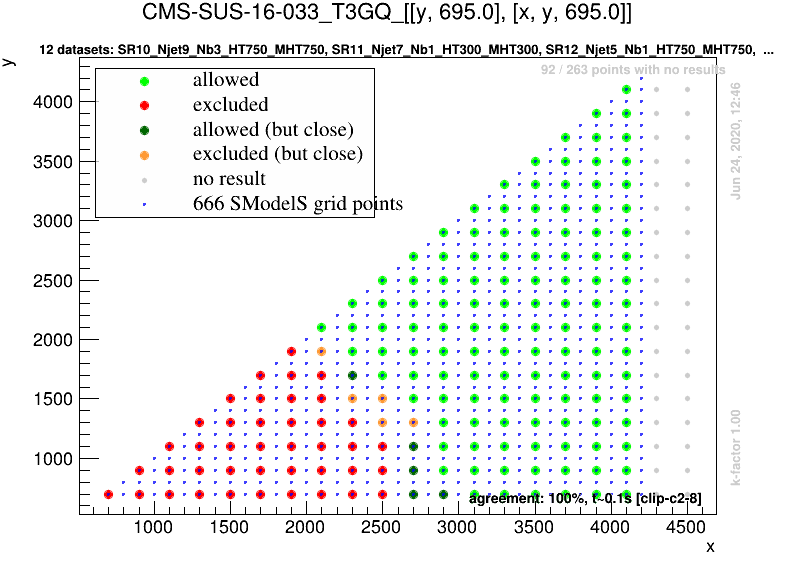 CMS-SUS-16-033_T3GQ_[[y, 695.0], [x, y, 695.0]]
12 datasets: SR10_Njet9_Nb3_HT750_MHT750, SR11_Njet7_Nb1_HT300_MHT300, SR12_Njet5_Nb1_HT750_MHT750, ...
y
92 / 263 points with no results
allowed
excluded
allowed (but close)
excluded (but close)
no result
666 SModelS grid points
Jun 24, 2020, 12:46
k-factor 1.00
4000
3500
3000
2500
2000
1500
1000
agreement: 100%, t~0.1s [clip-c2-8]
1000 1500 2000 2500 3000 3500 4000 4500
x